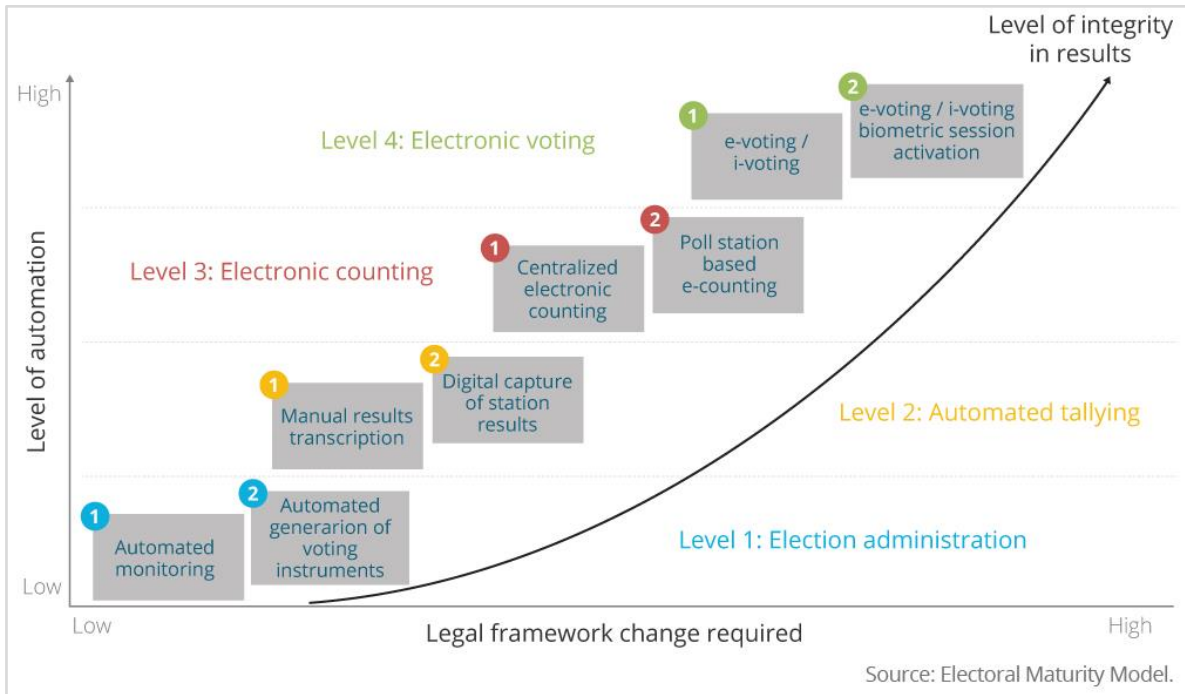 Level of integrity
in results
High
Level 4: Electronic voting
1
e-voting /
i-voting
2
e-voting / i-voting
biometric session
activation
Level of automation
Level 3: Electronic counting
1
Centralized
electronic
counting
2
Poll station
based
e-counting
1
Manual results
transcription
2
Digital capture
of station
results
Level 2: Automated tallying
1
Automated
monitoring
2
Automated
generarion of
voting
instruments
Level 1: Election administration
Low
Low
Legal framework change required
High
Source: Electoral Maturity Model.